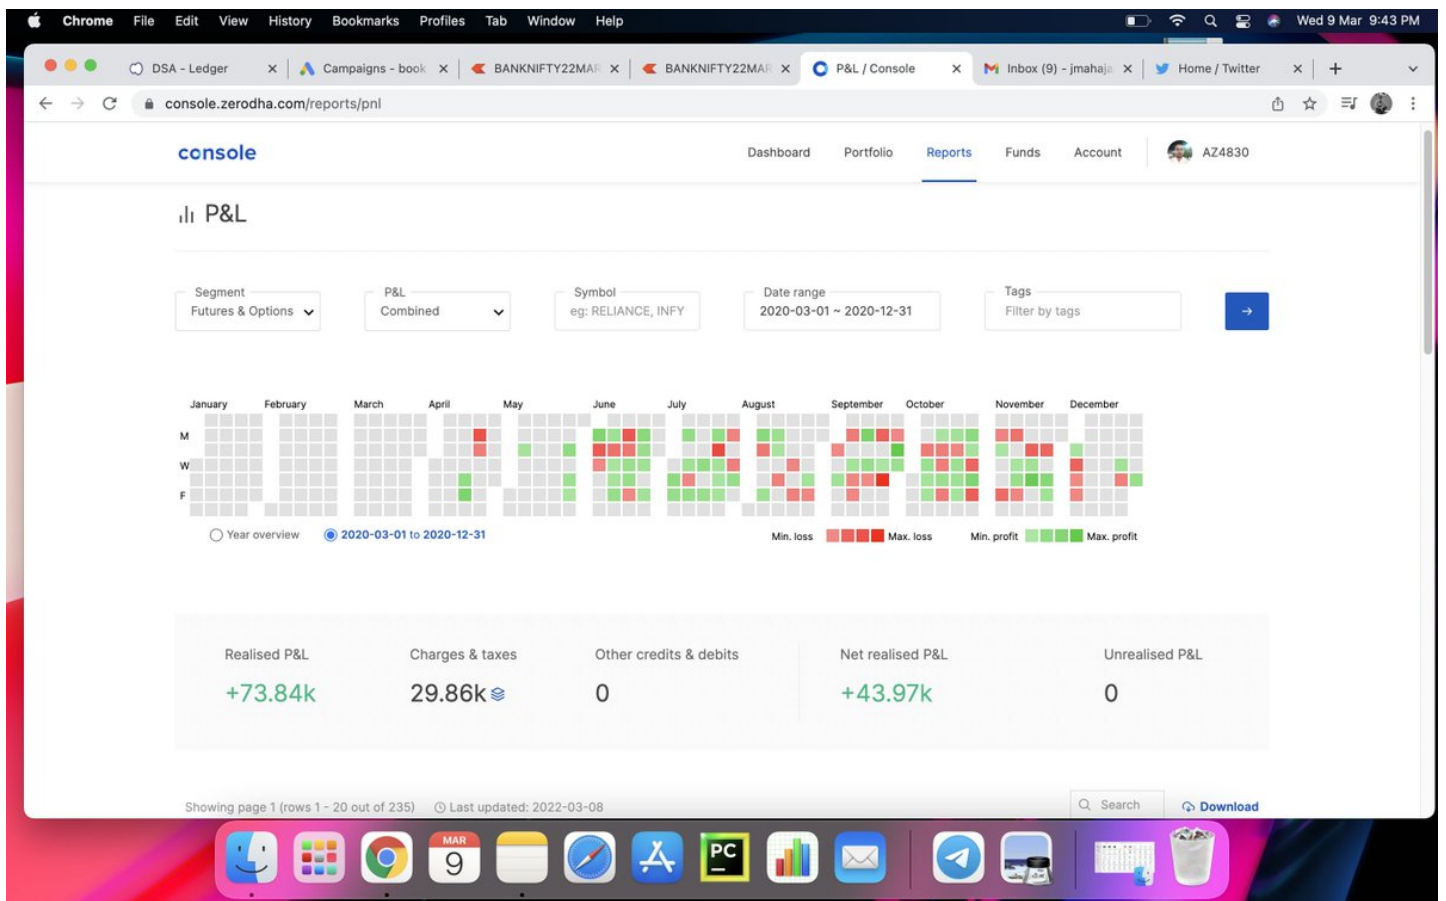 Chrome File Edit View History Bookmarks Profiles Tab Window Help Wed 9 Mar 9:43 PM
DSA - Ledger Campaigns - book BANKNIFTY22MAR BANKNIFTY22MAR P&L / Console Inbox (9) - jmahaja Home / Twitter
console.zerodha.com/reports/pnl
console Dashboard Portfolio Reports Funds Account AZ4830
P&L
Segment P&L Symbol Date range Tags
Futures & Options Combined eg: RELIANCE, INFY 2020-03-01 ~ 2020-12-31 Filter by tags
January February March April May June July August September October November December
M
W
F
Year overview 2020-03-01 to 2020-12-31 Min. loss Max. loss Min. profit Max. profit
Realised P&L Charges & taxes Other credits & debits Net realised P&L Unrealised P&L
+73.84k 29.86k 0 +43.97k 0
Showing page 1 (rows 1 - 20 out of 235) Last updated: 2022-03-08 Search Download
MAR
9
PC